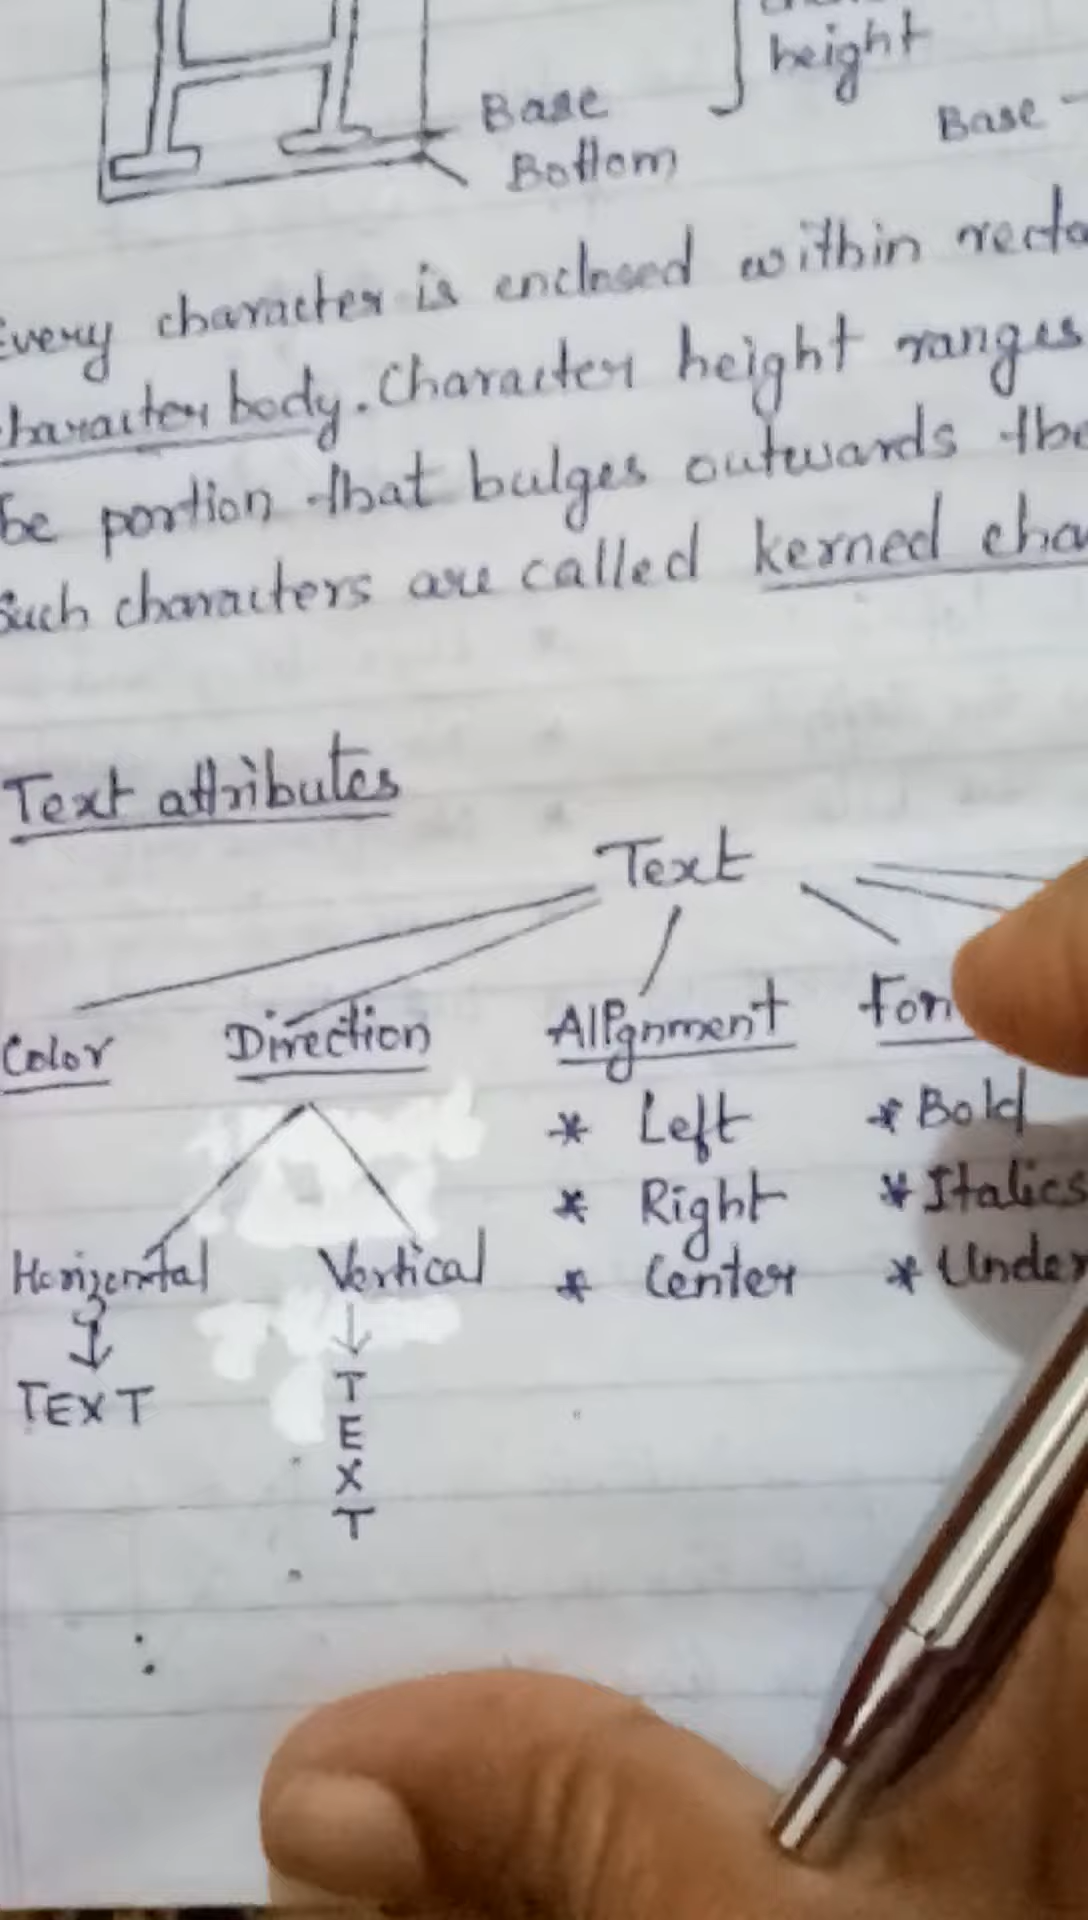 height
Base
Base
Bottom
Every character is enclosed within recta
character body. Character height ranges
be portion that bulges outwards the
Such characters are called kerned cha
Text attributes
Text
Color Direction Alignment Fon
* Left * Bold
* Right * Italics
* Center * Under
Horizontal Vertical
TEXT
T
E
X
T